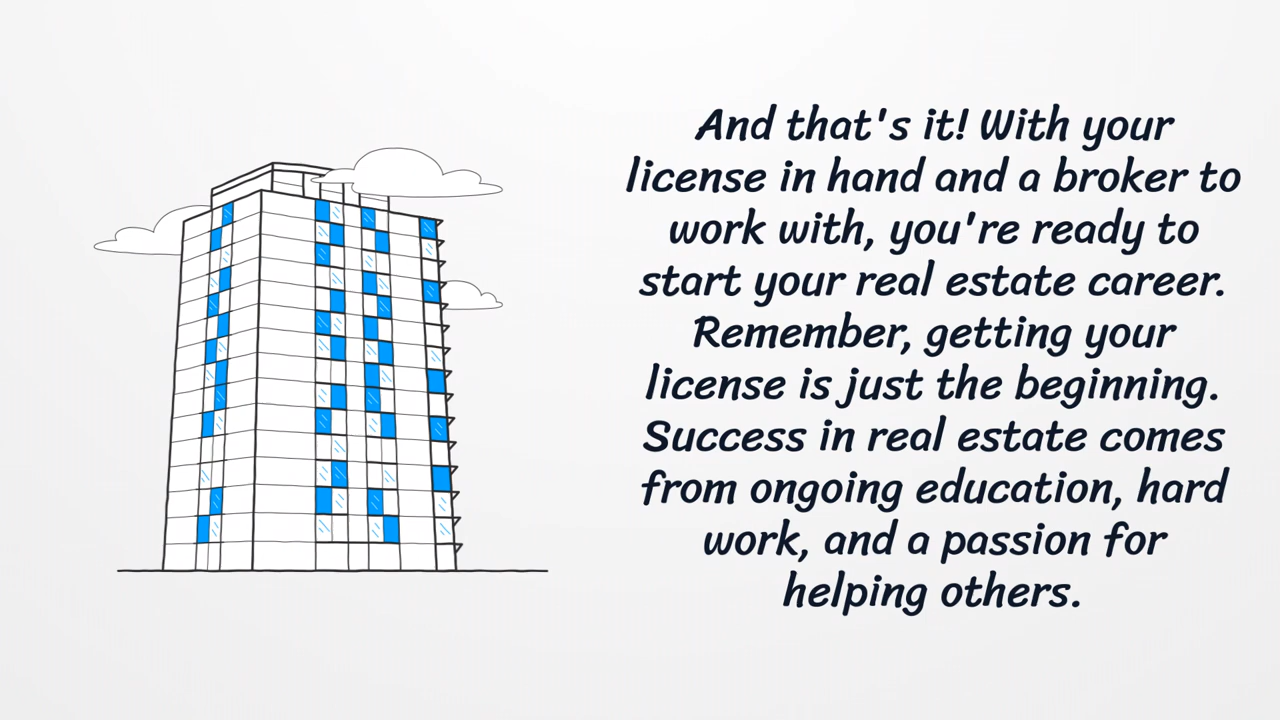 And that's it! With your
license in hand and a broker to
work with, you're ready to
start your real estate career.
Remember, getting your
license is just the beginning.
Success in real estate comes
from ongoing education, hard
work, and a passion for
helping others.